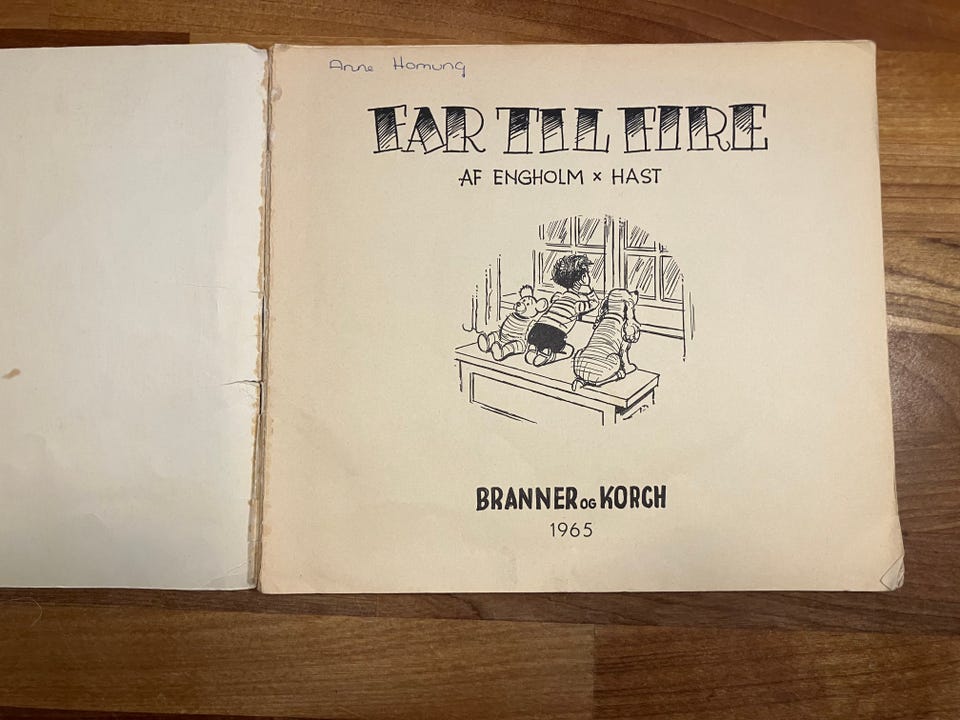 Anne Hornung
FAR TIL FIRE
AF ENGHOLM x HAST
BRANNER OG KORCH
1965